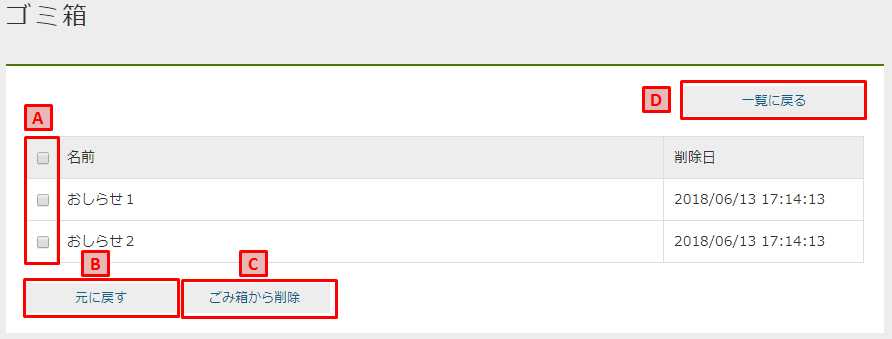 ゴミ箱
D 一覧に戻る
A
名前 削除日
おしらせ１ 2018/06/13 17:14:13
おしらせ２ 2018/06/13 17:14:13
B C
元に戻す ごみ箱から削除